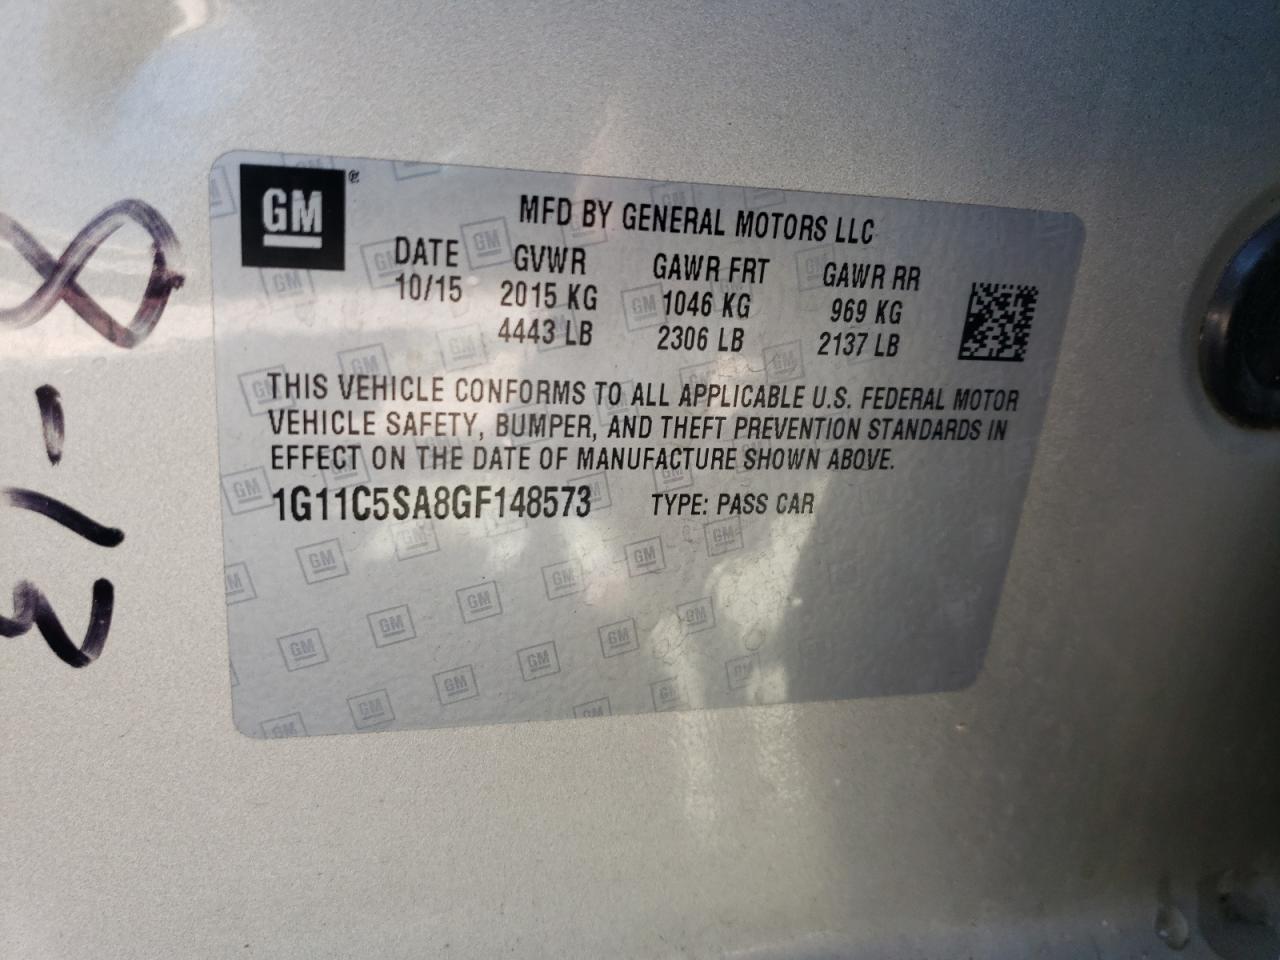 GM®
MFD BY GENERAL MOTORS LLC
DATE GVWR GAWR FRT GAWR RR
10/15 2015 KG 1046 KG 969 KG
4443 LB 2306 LB 2137 LB
THIS VEHICLE CONFORMS TO ALL APPLICABLE U.S. FEDERAL MOTOR
VEHICLE SAFETY, BUMPER, AND THEFT PREVENTION STANDARDS IN
EFFECT ON THE DATE OF MANUFACTURE SHOWN ABOVE.
1G11C5SA8GF148573 TYPE: PASS CAR